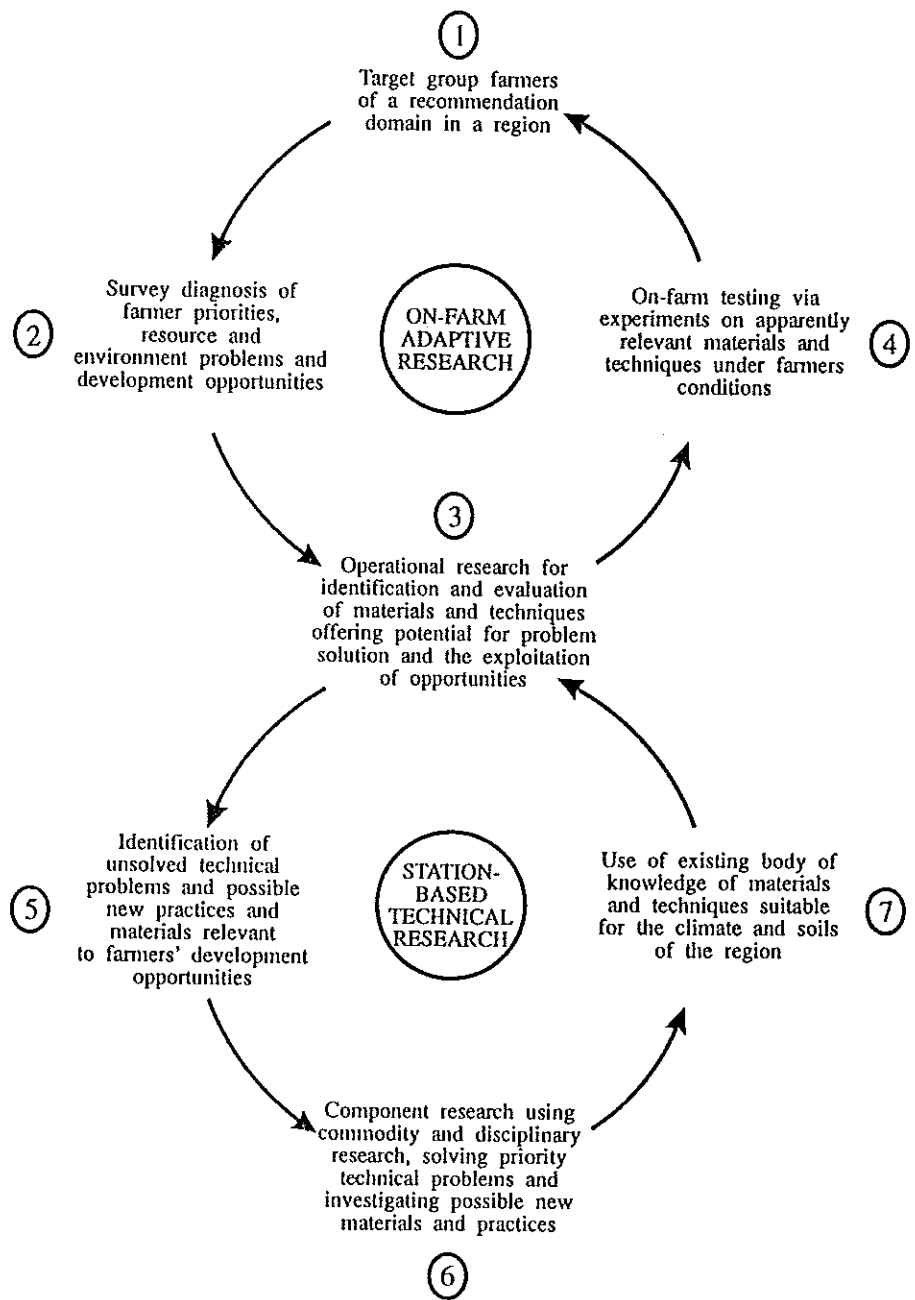 1
Target group farmers
of a recommendation
domain in a region
2
Survey diagnosis of
farmer priorities,
resource and
environment problems and
development opportunities
ON-FARM
ADAPTIVE
RESEARCH
On-farm testing via
experiments on apparently
relevant materials and
techniques under farmers
conditions
4
3
Operational research for
identification and evaluation
of materials and techniques
offering potential for problem
solution and the exploitation
of opportunities
5
Identification of
unsolved technical
problems and possible
new practices and
materials relevant
to farmers' development
opportunities
STATION-
BASED
TECHNICAL
RESEARCH
Use of existing body of
knowledge of materials
and techniques suitable
for the climate and soils
of the region
7
Component research using
commodity and disciplinary
research, solving priority
technical problems and
investigating possible new
materials and practices
6